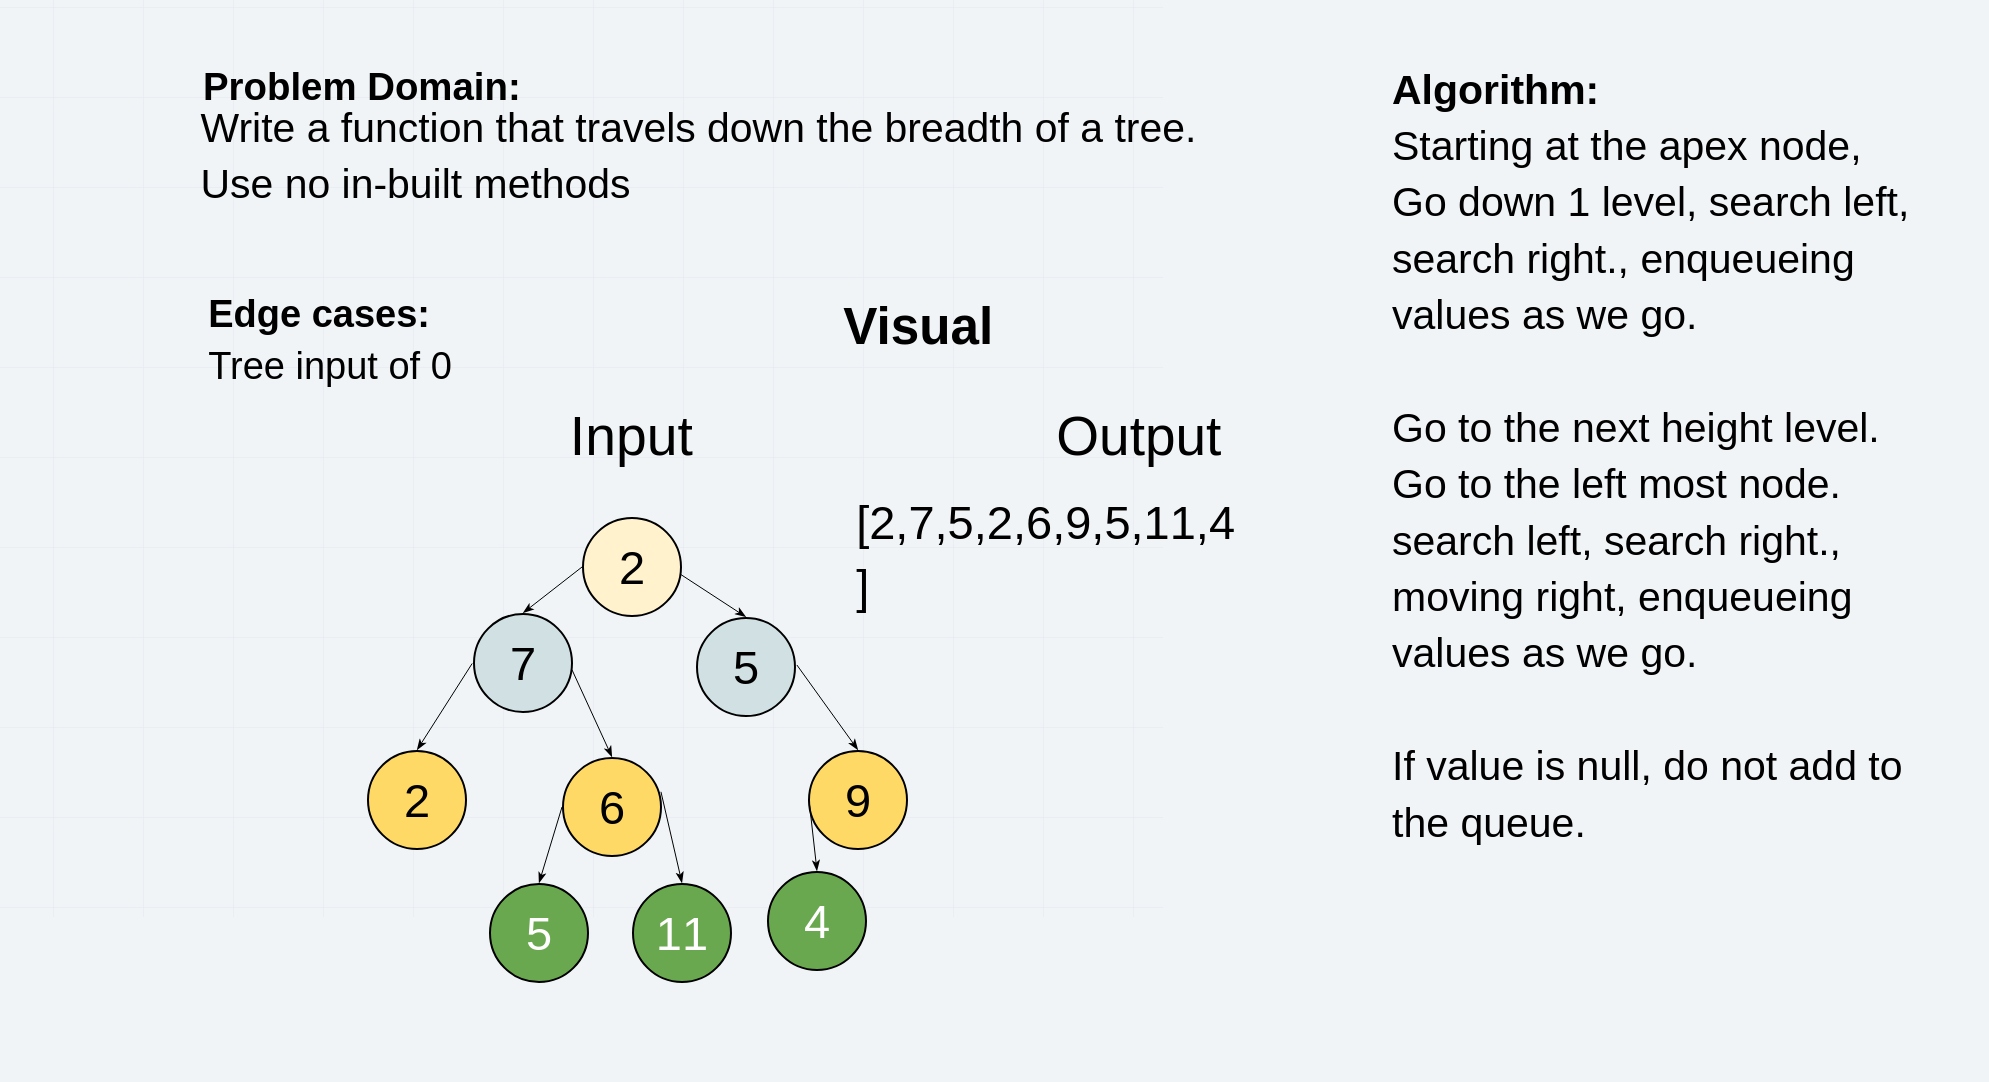 Problem Domain:
Write a function that travels down the breadth of a tree.
Use no in-built methods
Edge cases:
Tree input of 0
Visual
Input
Output
[2,7,5,2,6,9,5,11,4
]
2
7
5
2
6
9
5
11
4
Algorithm:
Starting at the apex node,
Go down 1 level, search left,
search right., enqueueing
values as we go.
Go to the next height level.
Go to the left most node.
search left, search right.,
moving right, enqueueing
values as we go.
If value is null, do not add to
the queue.